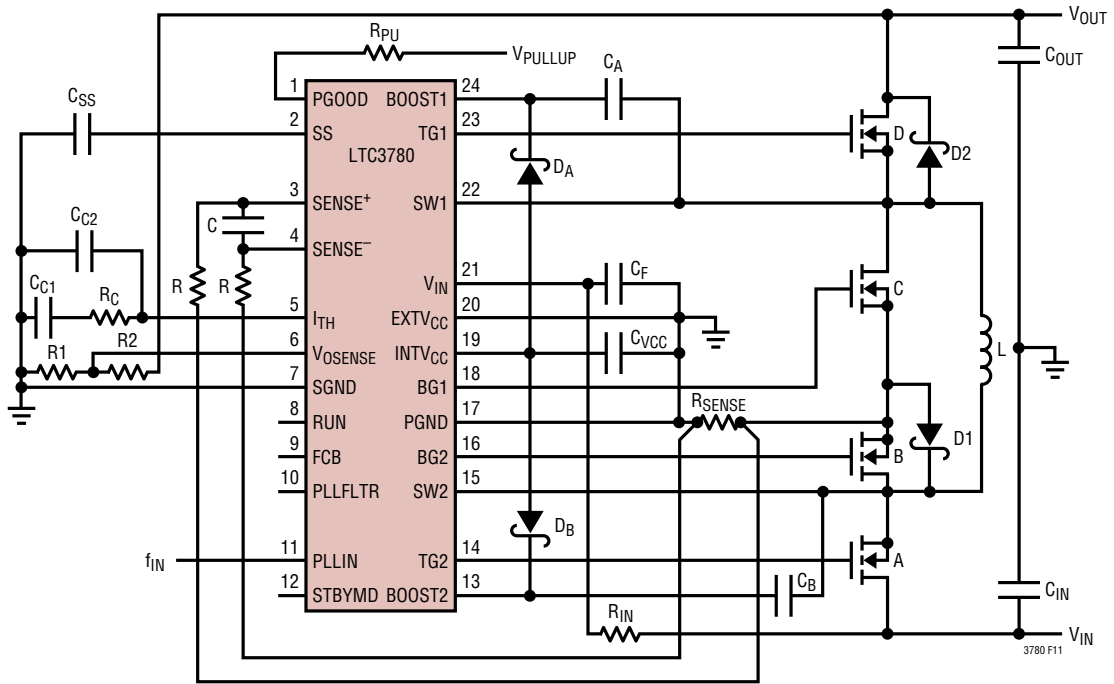 VOUT
RPU
VPULLUP
CA
COUT
CSS
1 PGOOD BOOST1 24
2 SS TG1 23
D
D2
LTC3780
DA
3 SENSE+ SW1 22
C
CC2
4 SENSE–
R R
VIN 21
CF
C
CC1
RC
5 ITH EXTVCC 20
R1 R2
6 VOSENSE INTVCC 19
CVCC
L
7 SGND BG1 18
RSENSE
8 RUN PGND 17
9 FCB BG2 16
B
D1
10 PLLFLTR SW2 15
DB
fIN
11 PLLIN TG2 14
A
12 STBYMD BOOST2 13
CB
CIN
RIN
VIN
3780 F11